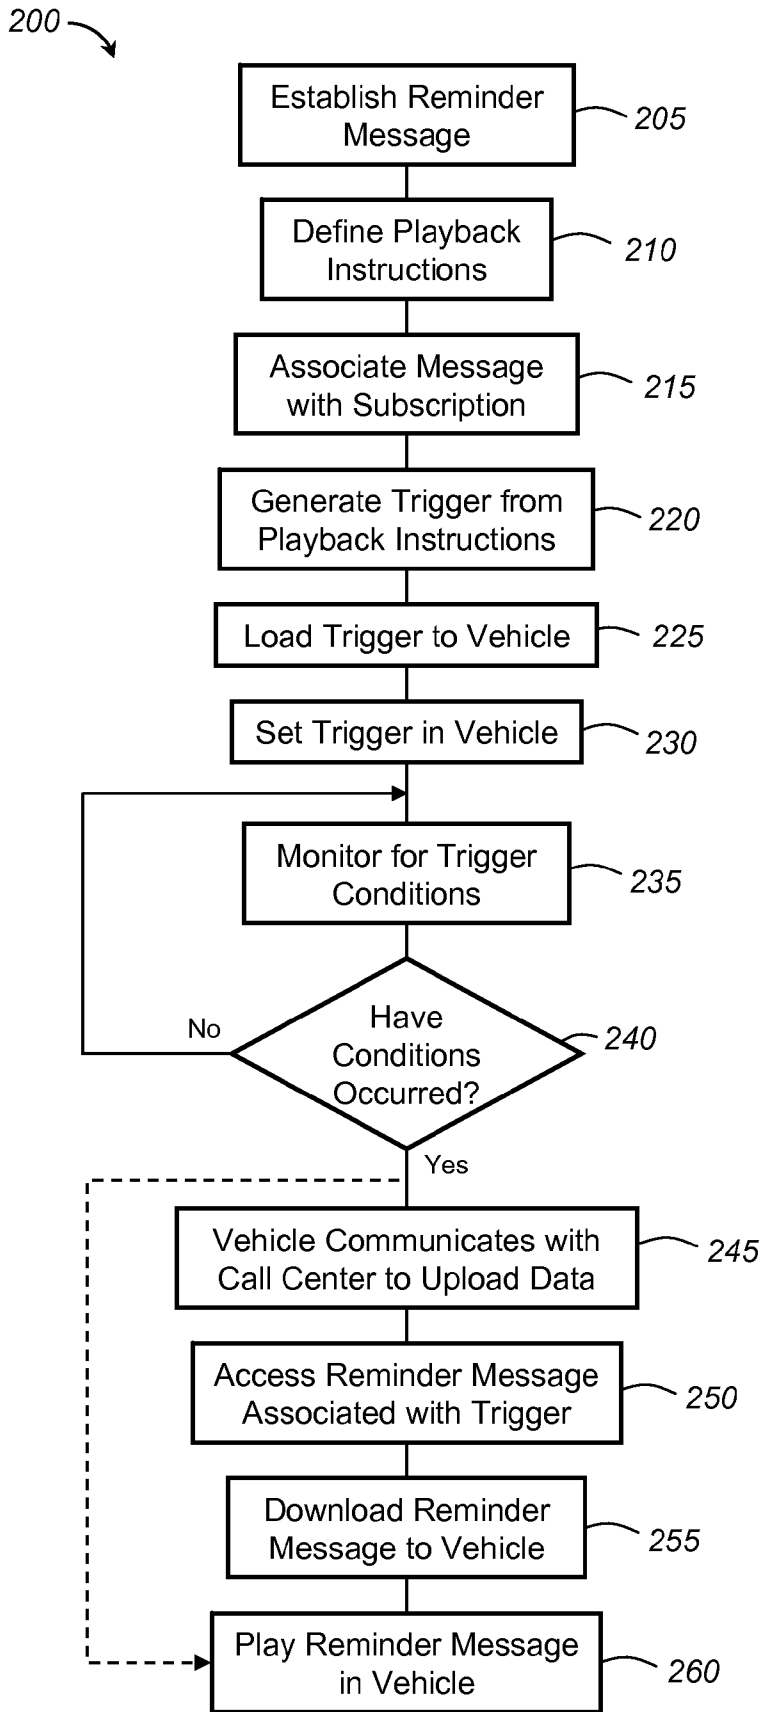 200
Establish Reminder
Message
205
Define Playback
Instructions
210
Associate Message
with Subscription
215
Generate Trigger from
Playback Instructions
220
Load Trigger to Vehicle
225
Set Trigger in Vehicle
230
Monitor for Trigger
Conditions
235
No
Have
Conditions
Occurred?
240
Yes
Vehicle Communicates with
Call Center to Upload Data
245
Access Reminder Message
Associated with Trigger
250
Download Reminder
Message to Vehicle
255
Play Reminder Message
in Vehicle
260